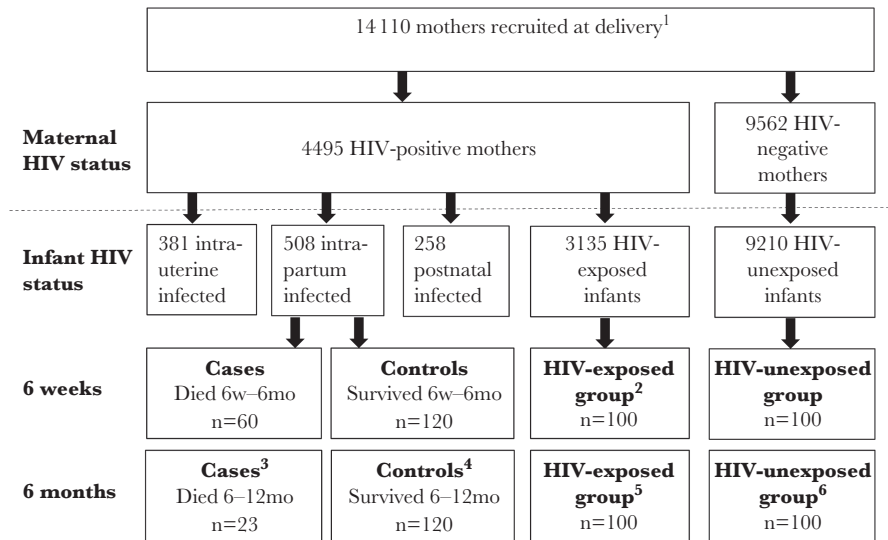 14 110 mothers recruited at delivery1
Maternal
HIV status
4495 HIV-positive mothers
9562 HIV-
negative
mothers
Infant HIV
status
381 intra-
uterine
infected
508 intra-
partum
infected
258
postnatal
infected
3135 HIV-
exposed
infants
9210 HIV-
unexposed
infants
6 weeks
Cases
Died 6w–6mo
n=60
Controls
Survived 6w–6mo
n=120
HIV-exposed
group2
n=100
HIV-unexposed
group
n=100
6 months
Cases3
Died 6–12mo
n=23
Controls4
Survived 6–12mo
n=120
HIV-exposed
group5
n=100
HIV-unexposed
group6
n=100